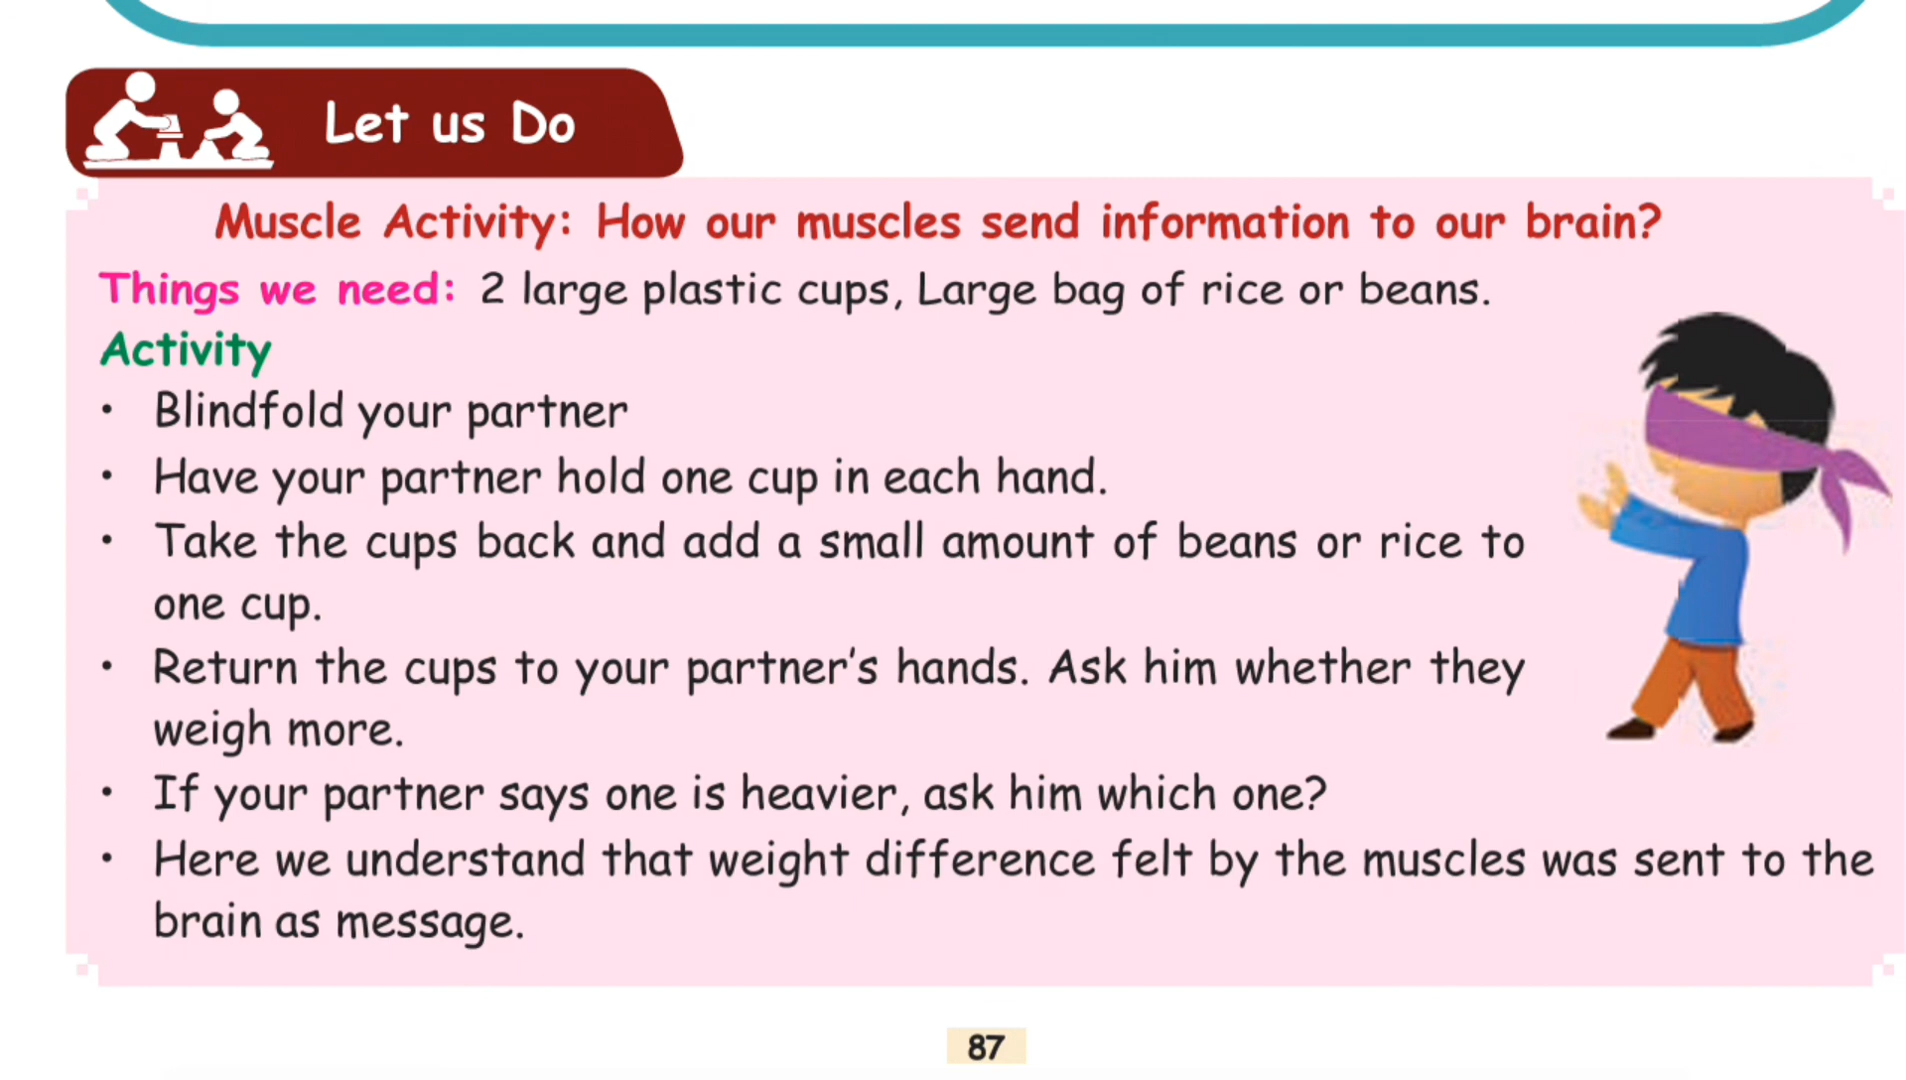 Let us Do
Muscle Activity: How our muscles send information to our brain?
Things we need: 2 large plastic cups, Large bag of rice or beans.
Activity
• Blindfold your partner
• Have your partner hold one cup in each hand.
• Take the cups back and add a small amount of beans or rice to
one cup.
• Return the cups to your partner's hands. Ask him whether they
weigh more.
• If your partner says one is heavier, ask him which one?
• Here we understand that weight difference felt by the muscles was sent to the
brain as message.
87